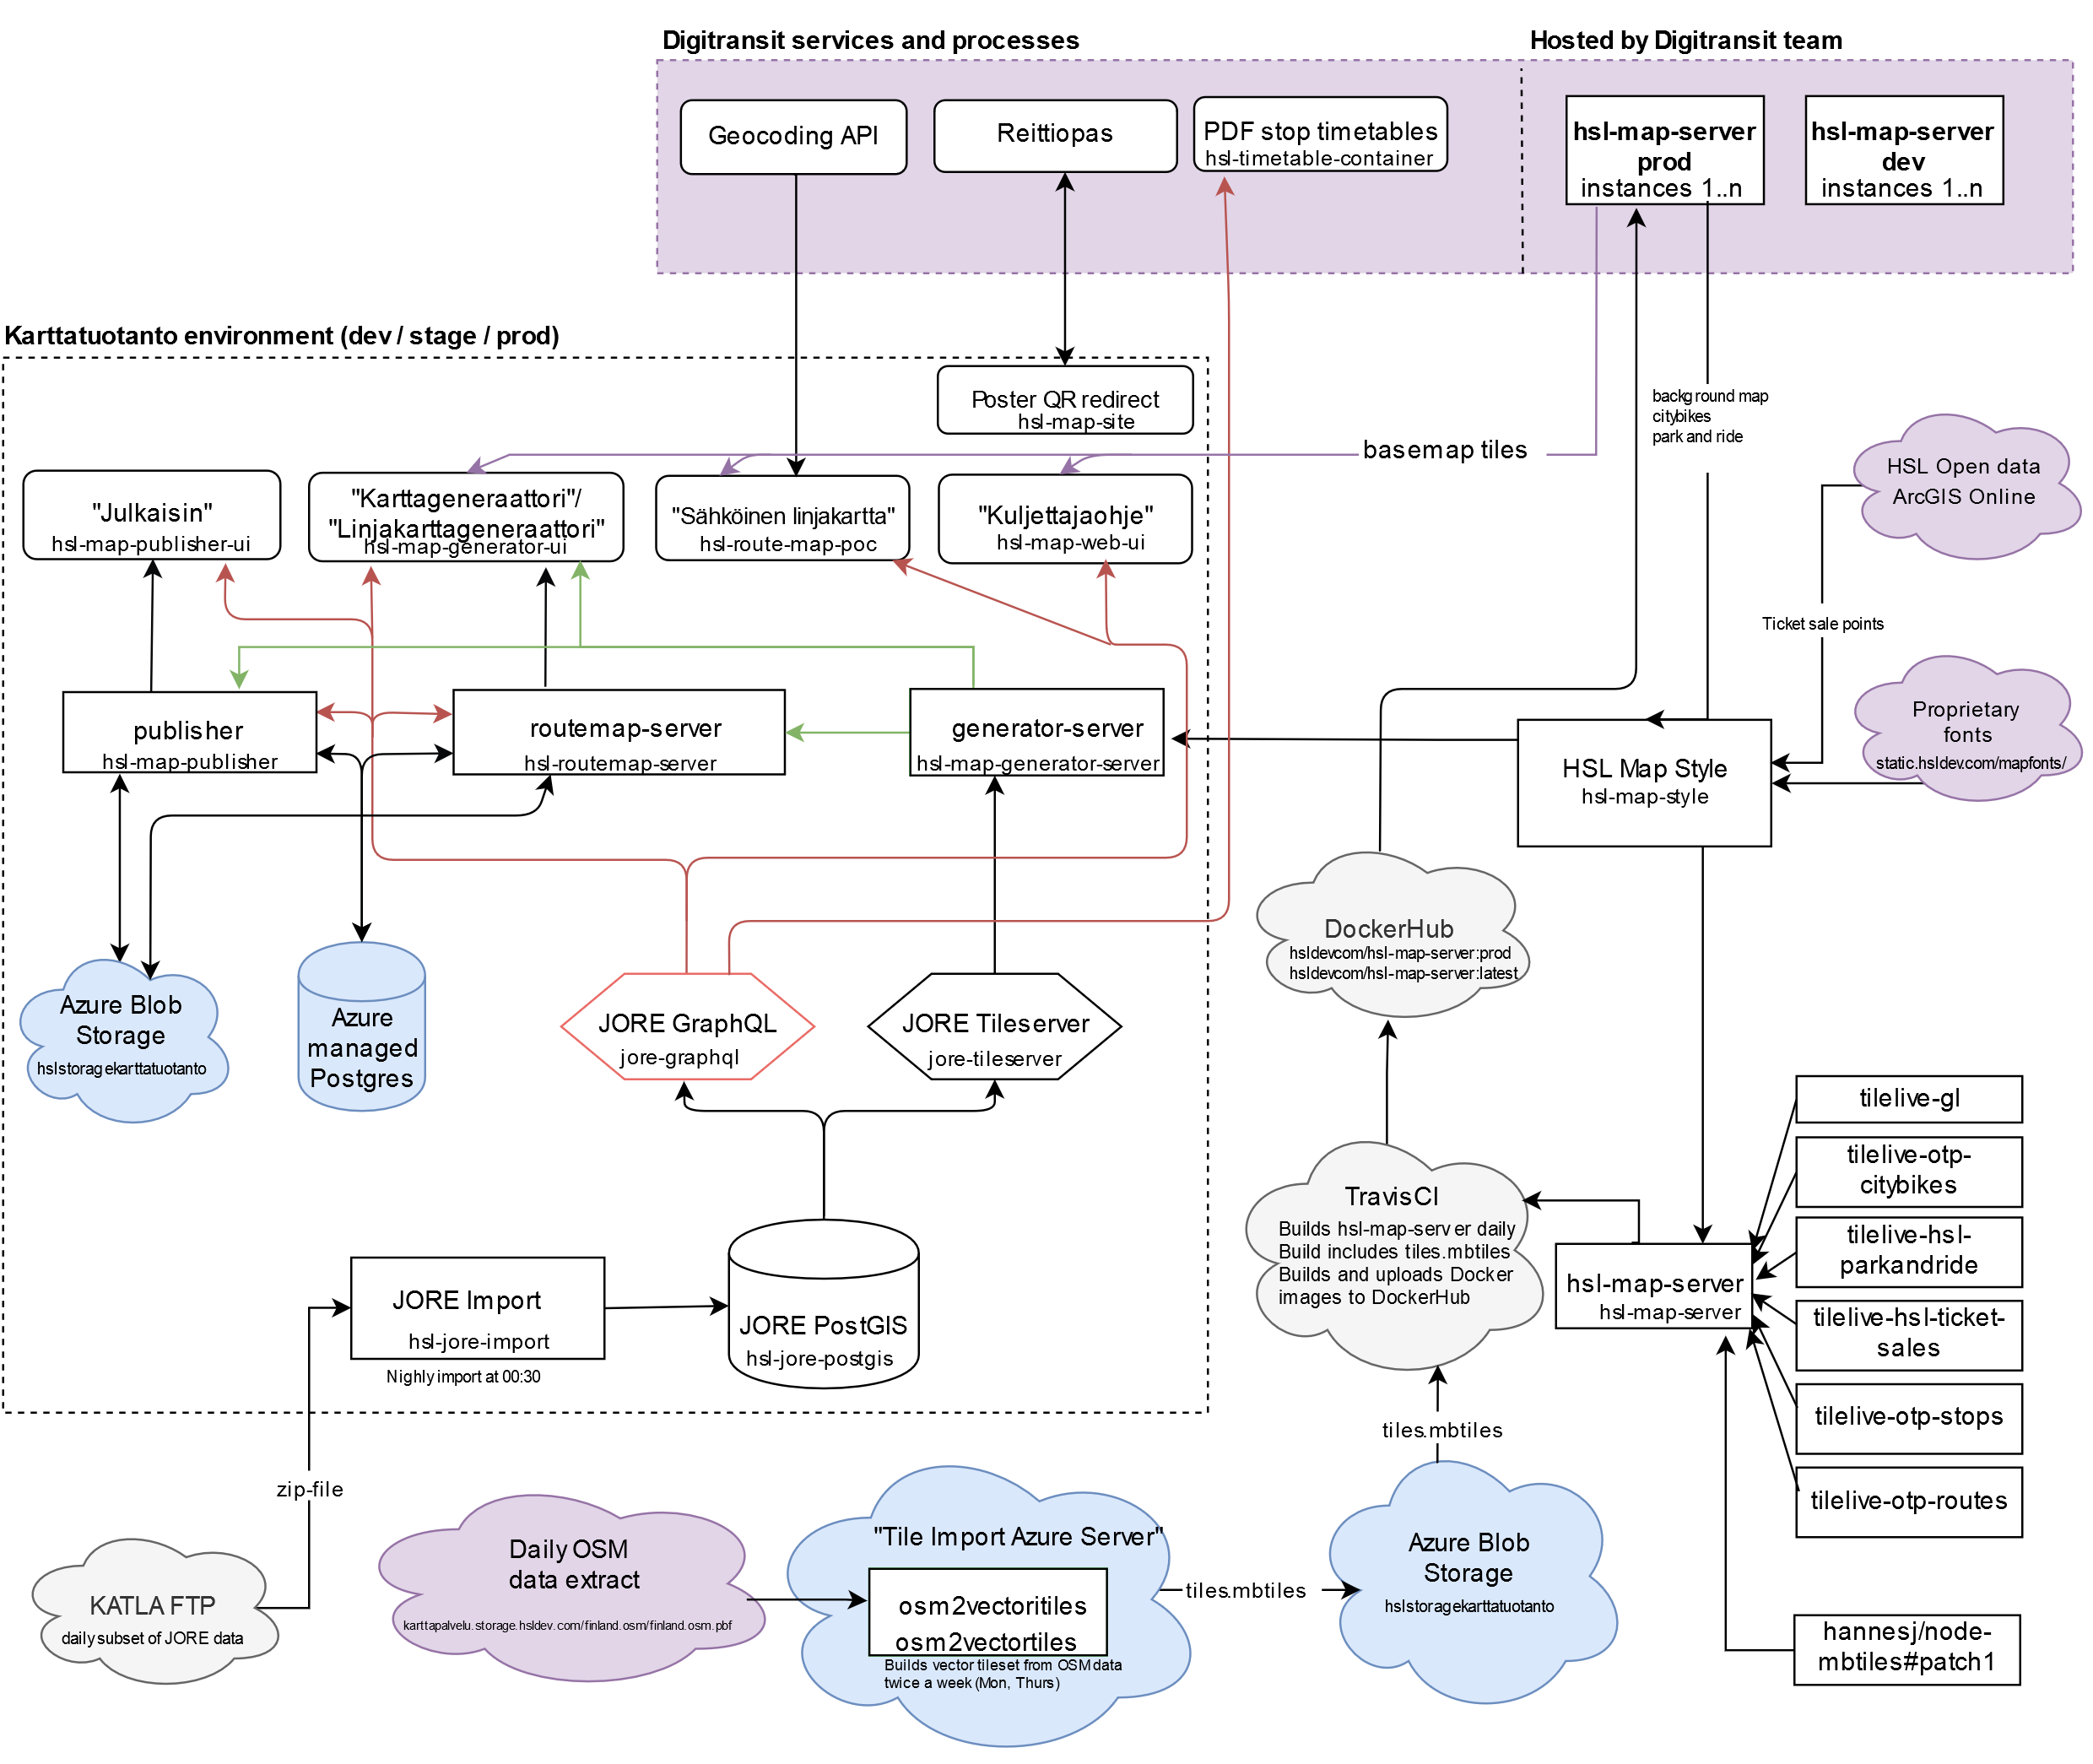 Digitransit services and processes
Hosted by Digitransit team
Geocoding API
Reittiopas
PDF stop timetables
hsl-timetable-container
hsl-map-server
prod
instances 1..n
hsl-map-server
dev
instances 1..n
Karttatuotanto environment (dev / stage / prod)
Poster QR redirect
hsl-map-site
background map
citybikes
park and ride
basemap tiles
HSL Open data
ArcGIS Online
"Julkaisin"
hsl-map-publisher-ui
"Karttageneraattori"/
"Linjakarttageneraattori"
hsl-map-generator-ui
"Sähköinen linjakartta"
hsl-route-map-poc
"Kuljettajaohje"
hsl-map-web-ui
Ticket sale points
Proprietary
fonts
static.hsldev.com/mapfonts/
publisher
hsl-map-publisher
routemap-server
hsl-routemap-server
generator-server
hsl-map-generator-server
HSL Map Style
hsl-map-style
DockerHub
hsldevcom/hsl-map-server:prod
hsldevcom/hsl-map-server:latest
Azure Blob
Storage
hslstoragekarttatuotanto
Azure
managed
Postgres
JORE GraphQL
jore-graphql
JORE Tileserver
jore-tileserver
tilelive-gl
tilelive-otp-
citybikes
tilelive-hsl-
parkandride
tilelive-hsl-ticket-
sales
tilelive-otp-stops
tilelive-otp-routes
TravisCI
Builds hsl-map-server daily
Build includes tiles.mbtiles
Builds and uploads Docker
images to DockerHub
hsl-map-server
hsl-map-server
JORE Import
hsl-jore-import
Nighly import at 00:30
JORE PostGIS
hsl-jore-postgis
tiles.mbtiles
zip-file
KATLA FTP
daily subset of JORE data
Daily OSM
data extract
karttapalvelu.storage.hsldev.com/finland.osm/finland.osm.pbf
"Tile Import Azure Server"
osm2vectoritiles
osm2vectortiles
Builds vector tileset from OSM data
twice a week (Mon, Thurs)
tiles.mbtiles
Azure Blob
Storage
hslstoragekarttatuotanto
hannesj/node-
mbtiles#patch1